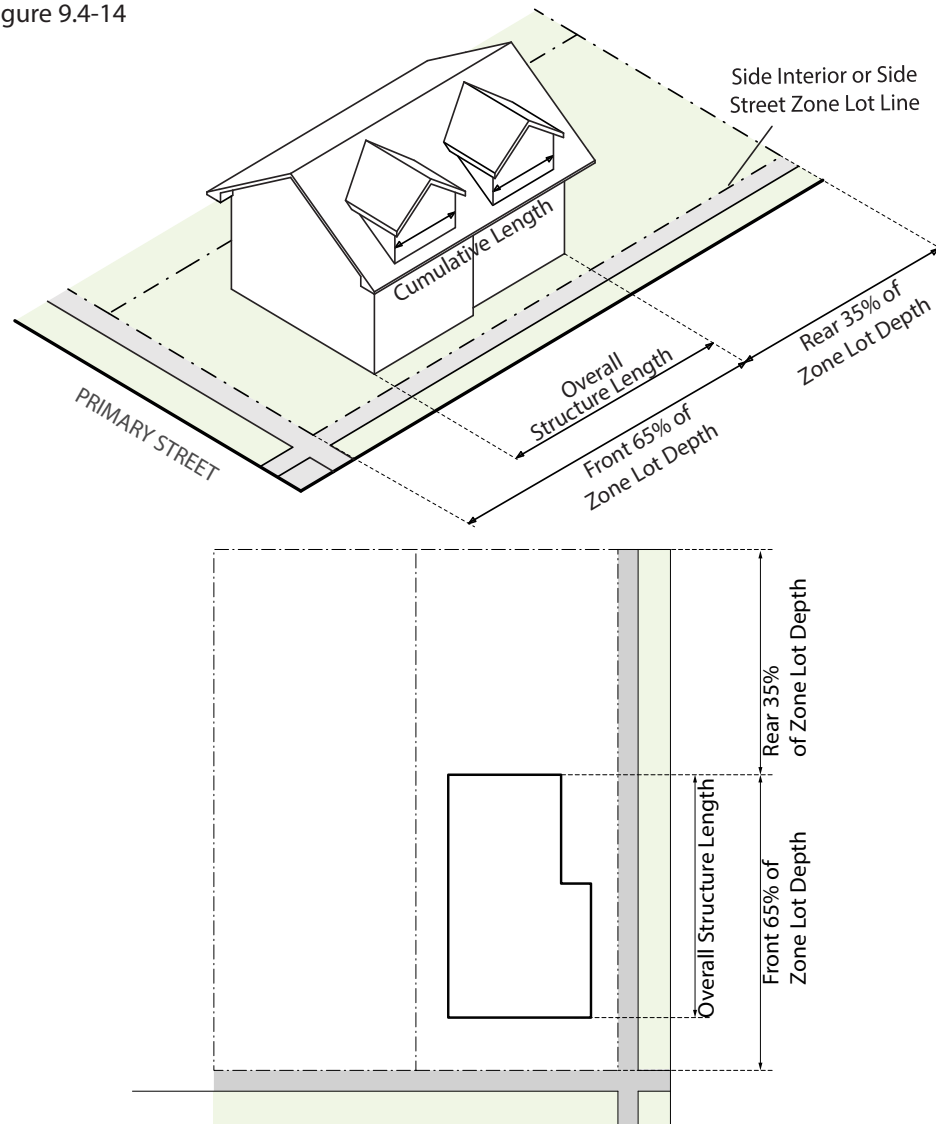 gure 9.4-14
Side Interior or Side
Street Zone Lot Line
Cumulative Length
Rear 35% of
Zone Lot Depth
Overall
Structure Length
Front 65% of
Zone Lot Depth
PRIMARY STREET
Rear 35%
of Zone Lot Depth
Overall Structure Length
Front 65% of
Zone Lot Depth